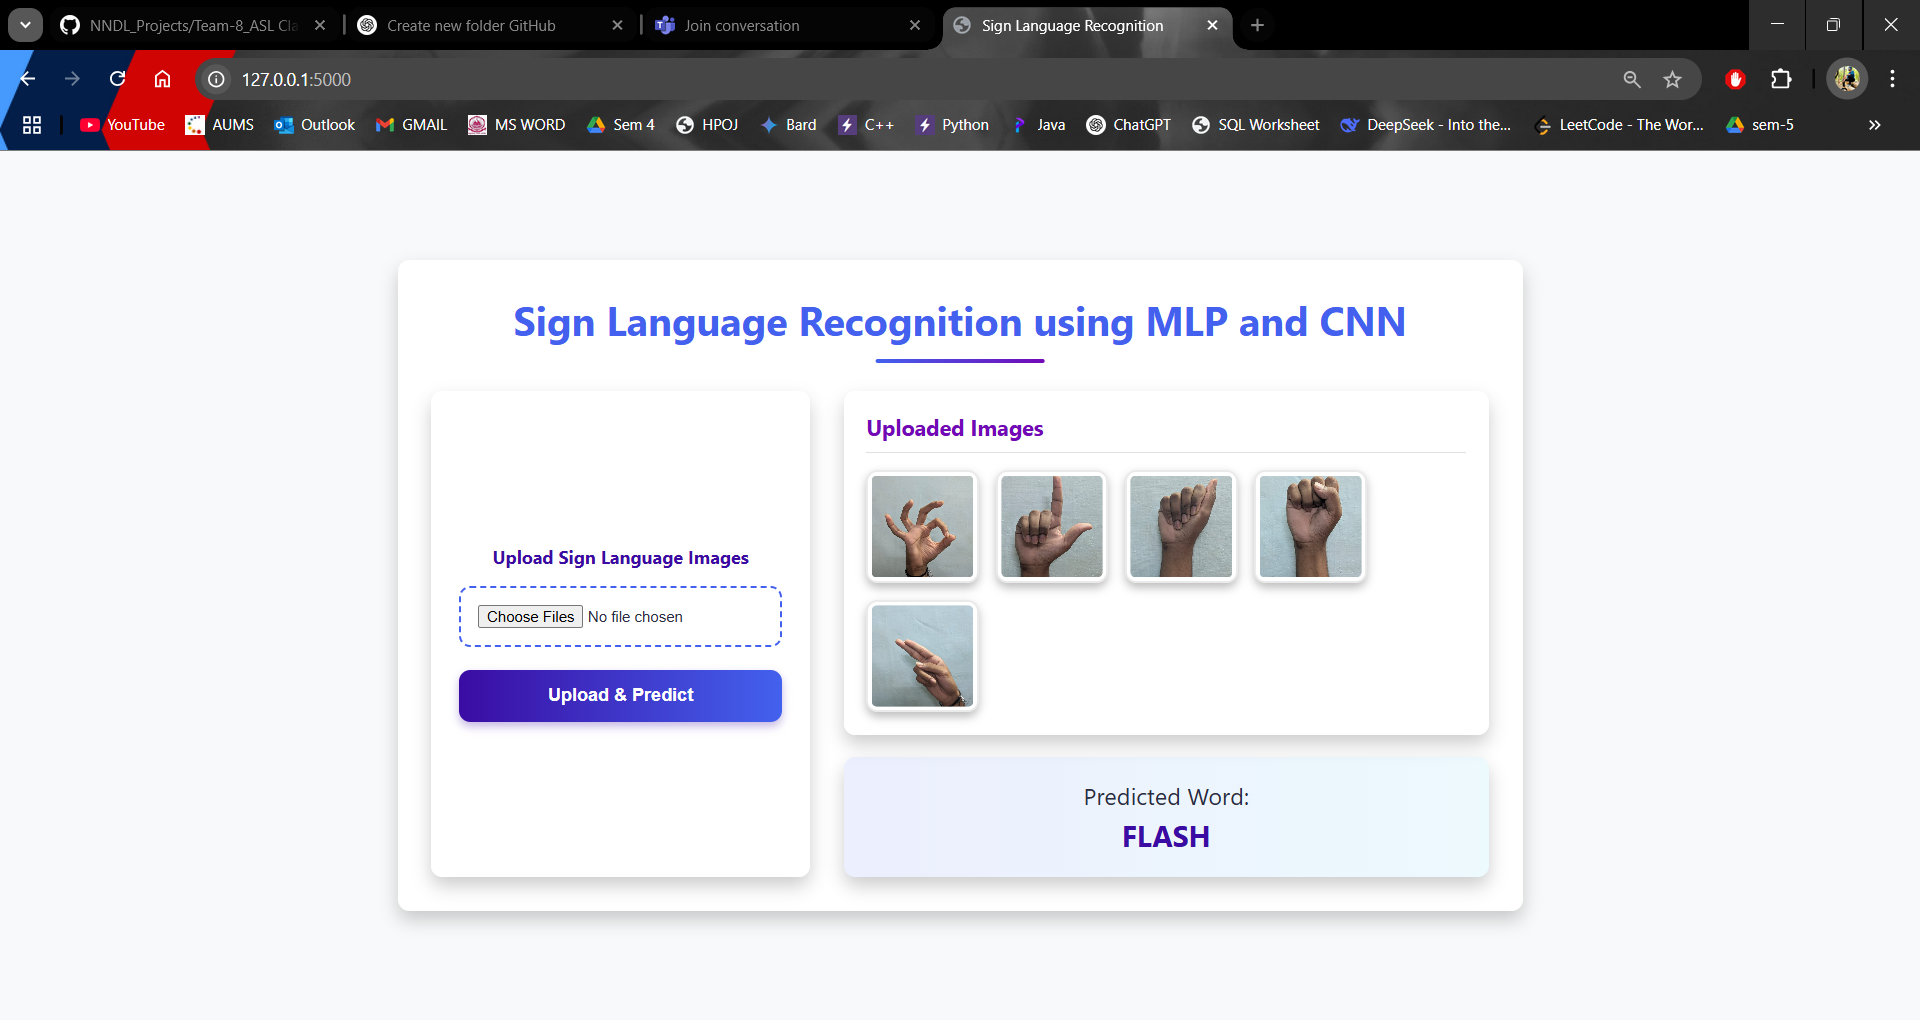 NNDL_Projects/Team-8_ASL Cla
Create new folder GitHub
Join conversation
Sign Language Recognition
127.0.0.1:5000
YouTube AUMS Outlook GMAIL MS WORD Sem 4 HPOJ Bard C++ Python Java ChatGPT SQL Worksheet DeepSeek - Into the... LeetCode - The Wor... sem-5
Sign Language Recognition using MLP and CNN
Upload Sign Language Images
Choose Files No file chosen
Upload & Predict
Uploaded Images
Predicted Word:
FLASH